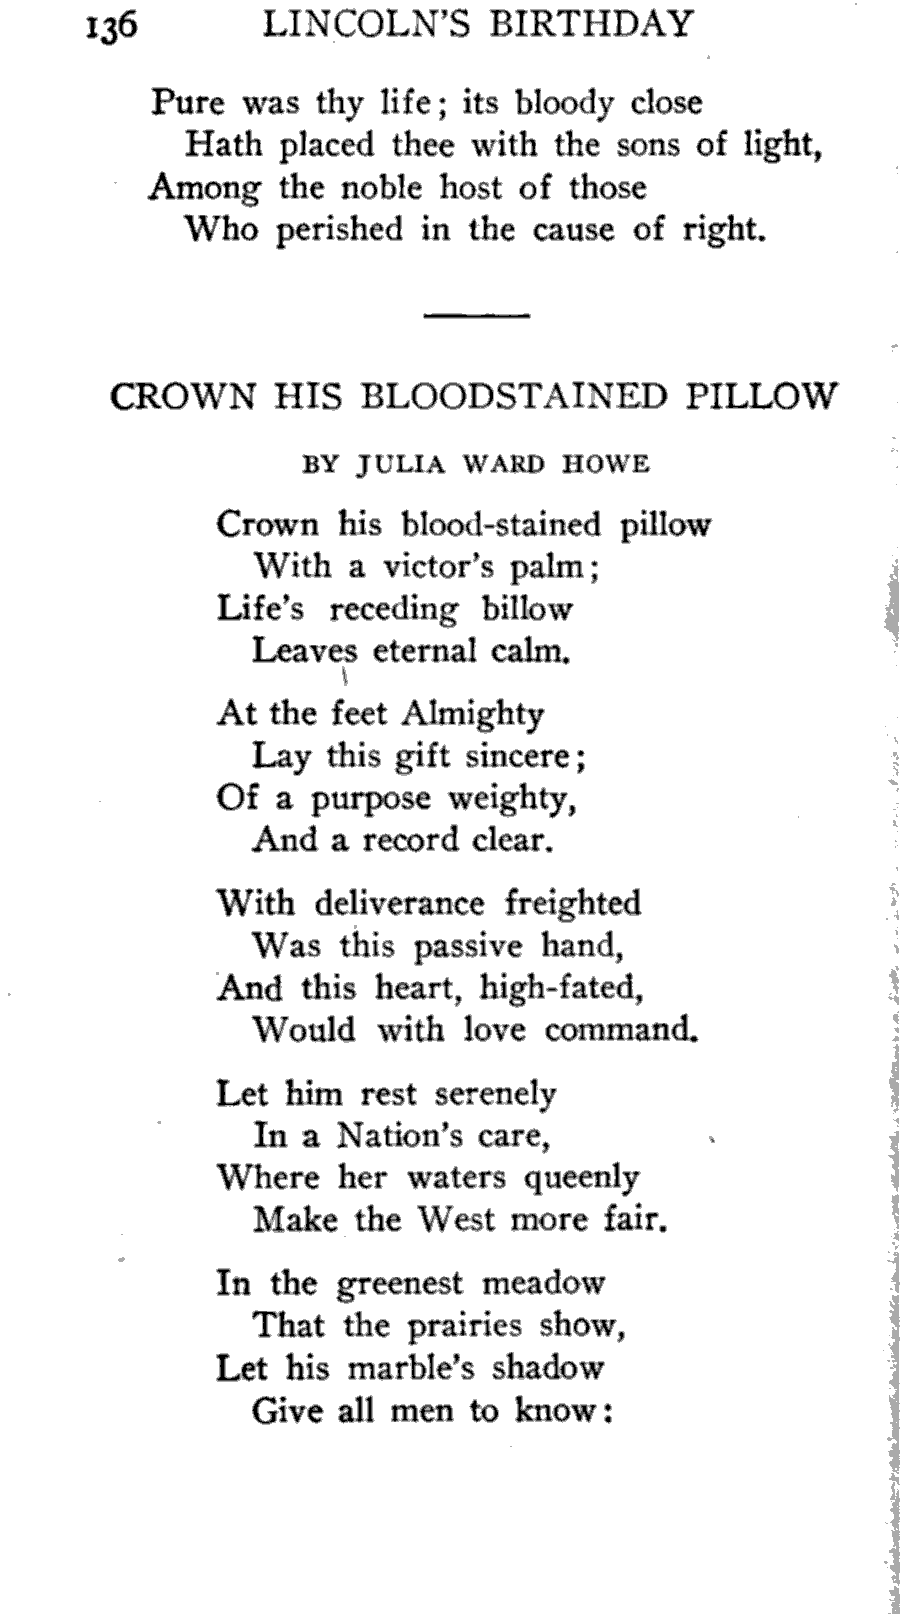 136 LINCOLN'S BIRTHDAY
Pure was thy life; its bloody close
Hath placed thee with the sons of light,
Among the noble host of those
Who perished in the cause of right.
CROWN HIS BLOODSTAINED PILLOW
BY JULIA WARD HOWE
Crown his blood-stained pillow
With a victor's palm;
Life's receding billow
Leaves eternal calm.
At the feet Almighty
Lay this gift sincere;
Of a purpose weighty,
And a record clear.
With deliverance freighted
Was this passive hand,
And this heart, high-fated,
Would with love command.
Let him rest serenely
In a Nation's care,
Where her waters queenly
Make the West more fair.
In the greenest meadow
That the prairies show,
Let his marble's shadow
Give all men to know: